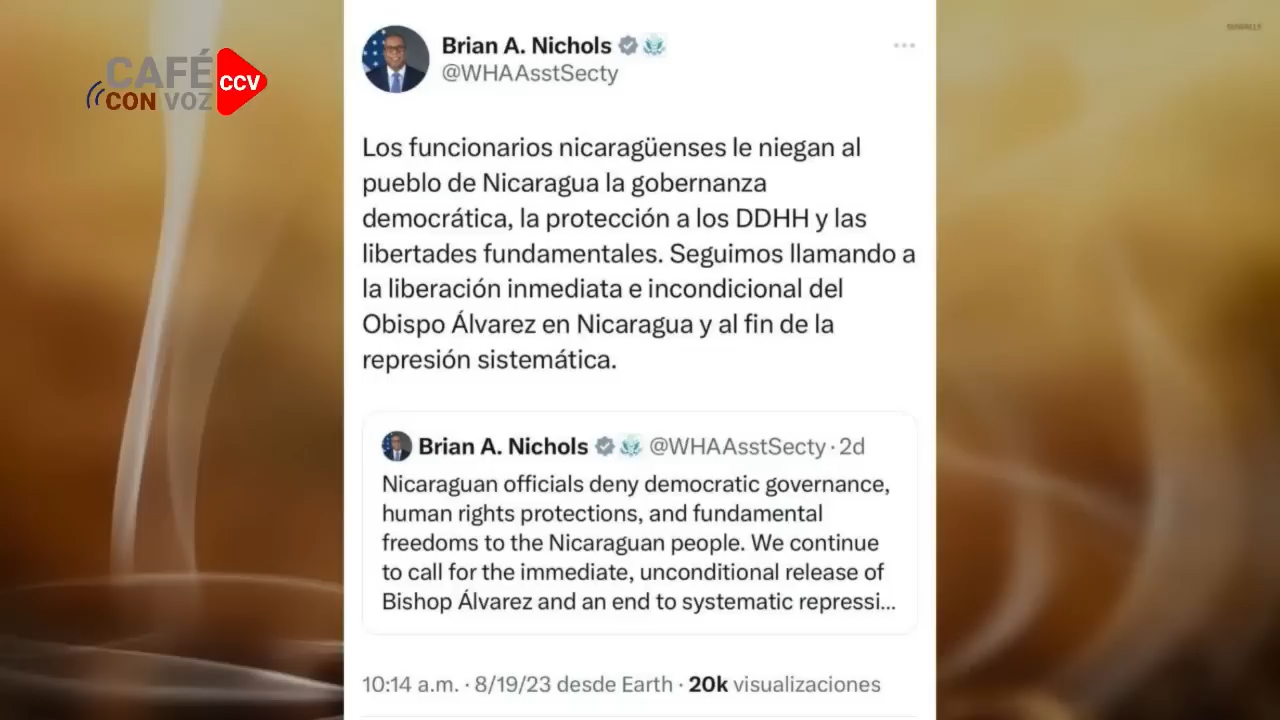 CAFÉ
CON VOZ
CCV
Brian A. Nichols
@WHAAsstSecty
Los funcionarios nicaragüenses le niegan al
pueblo de Nicaragua la gobernanza
democrática, la protección a los DDHH y las
libertades fundamentales. Seguimos llamando a
la liberación inmediata e incondicional del
Obispo Álvarez en Nicaragua y al fin de la
represión sistemática.
Brian A. Nichols @WHAAsstSecty · 2d
Nicaraguan officials deny democratic governance,
human rights protections, and fundamental
freedoms to the Nicaraguan people. We continue
to call for the immediate, unconditional release of
Bishop Álvarez and an end to systematic repressi...
10:14 a.m. · 8/19/23 desde Earth · 20k visualizaciones